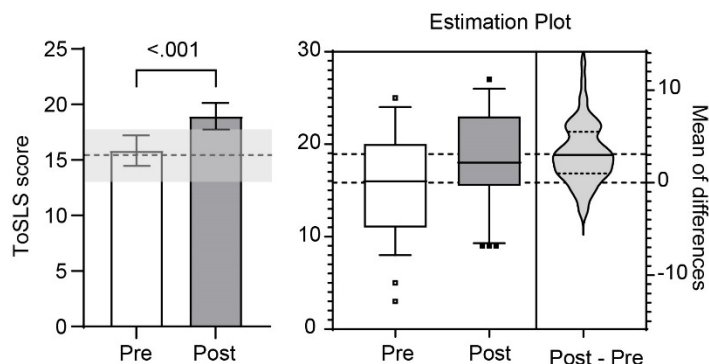 Estimation Plot
<.001
ToSLS score
25
20
15
10
5
0
Pre
Post
30
20
10
0
Pre
Post
Post - Pre
10
0
-10
Mean of differences